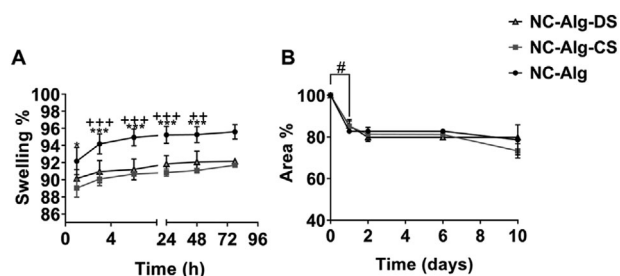 NC-Alg-DS
NC-Alg-CS
NC-Alg
A
B
Swelling %
100
98
96
94
92
90
88
86
+++
***
+++
***
+++
***
++
***
*
0 4 24 48 72 96
Time (h)
#
Area %
100
80
60
40
0 2 4 6 8 10
Time (days)